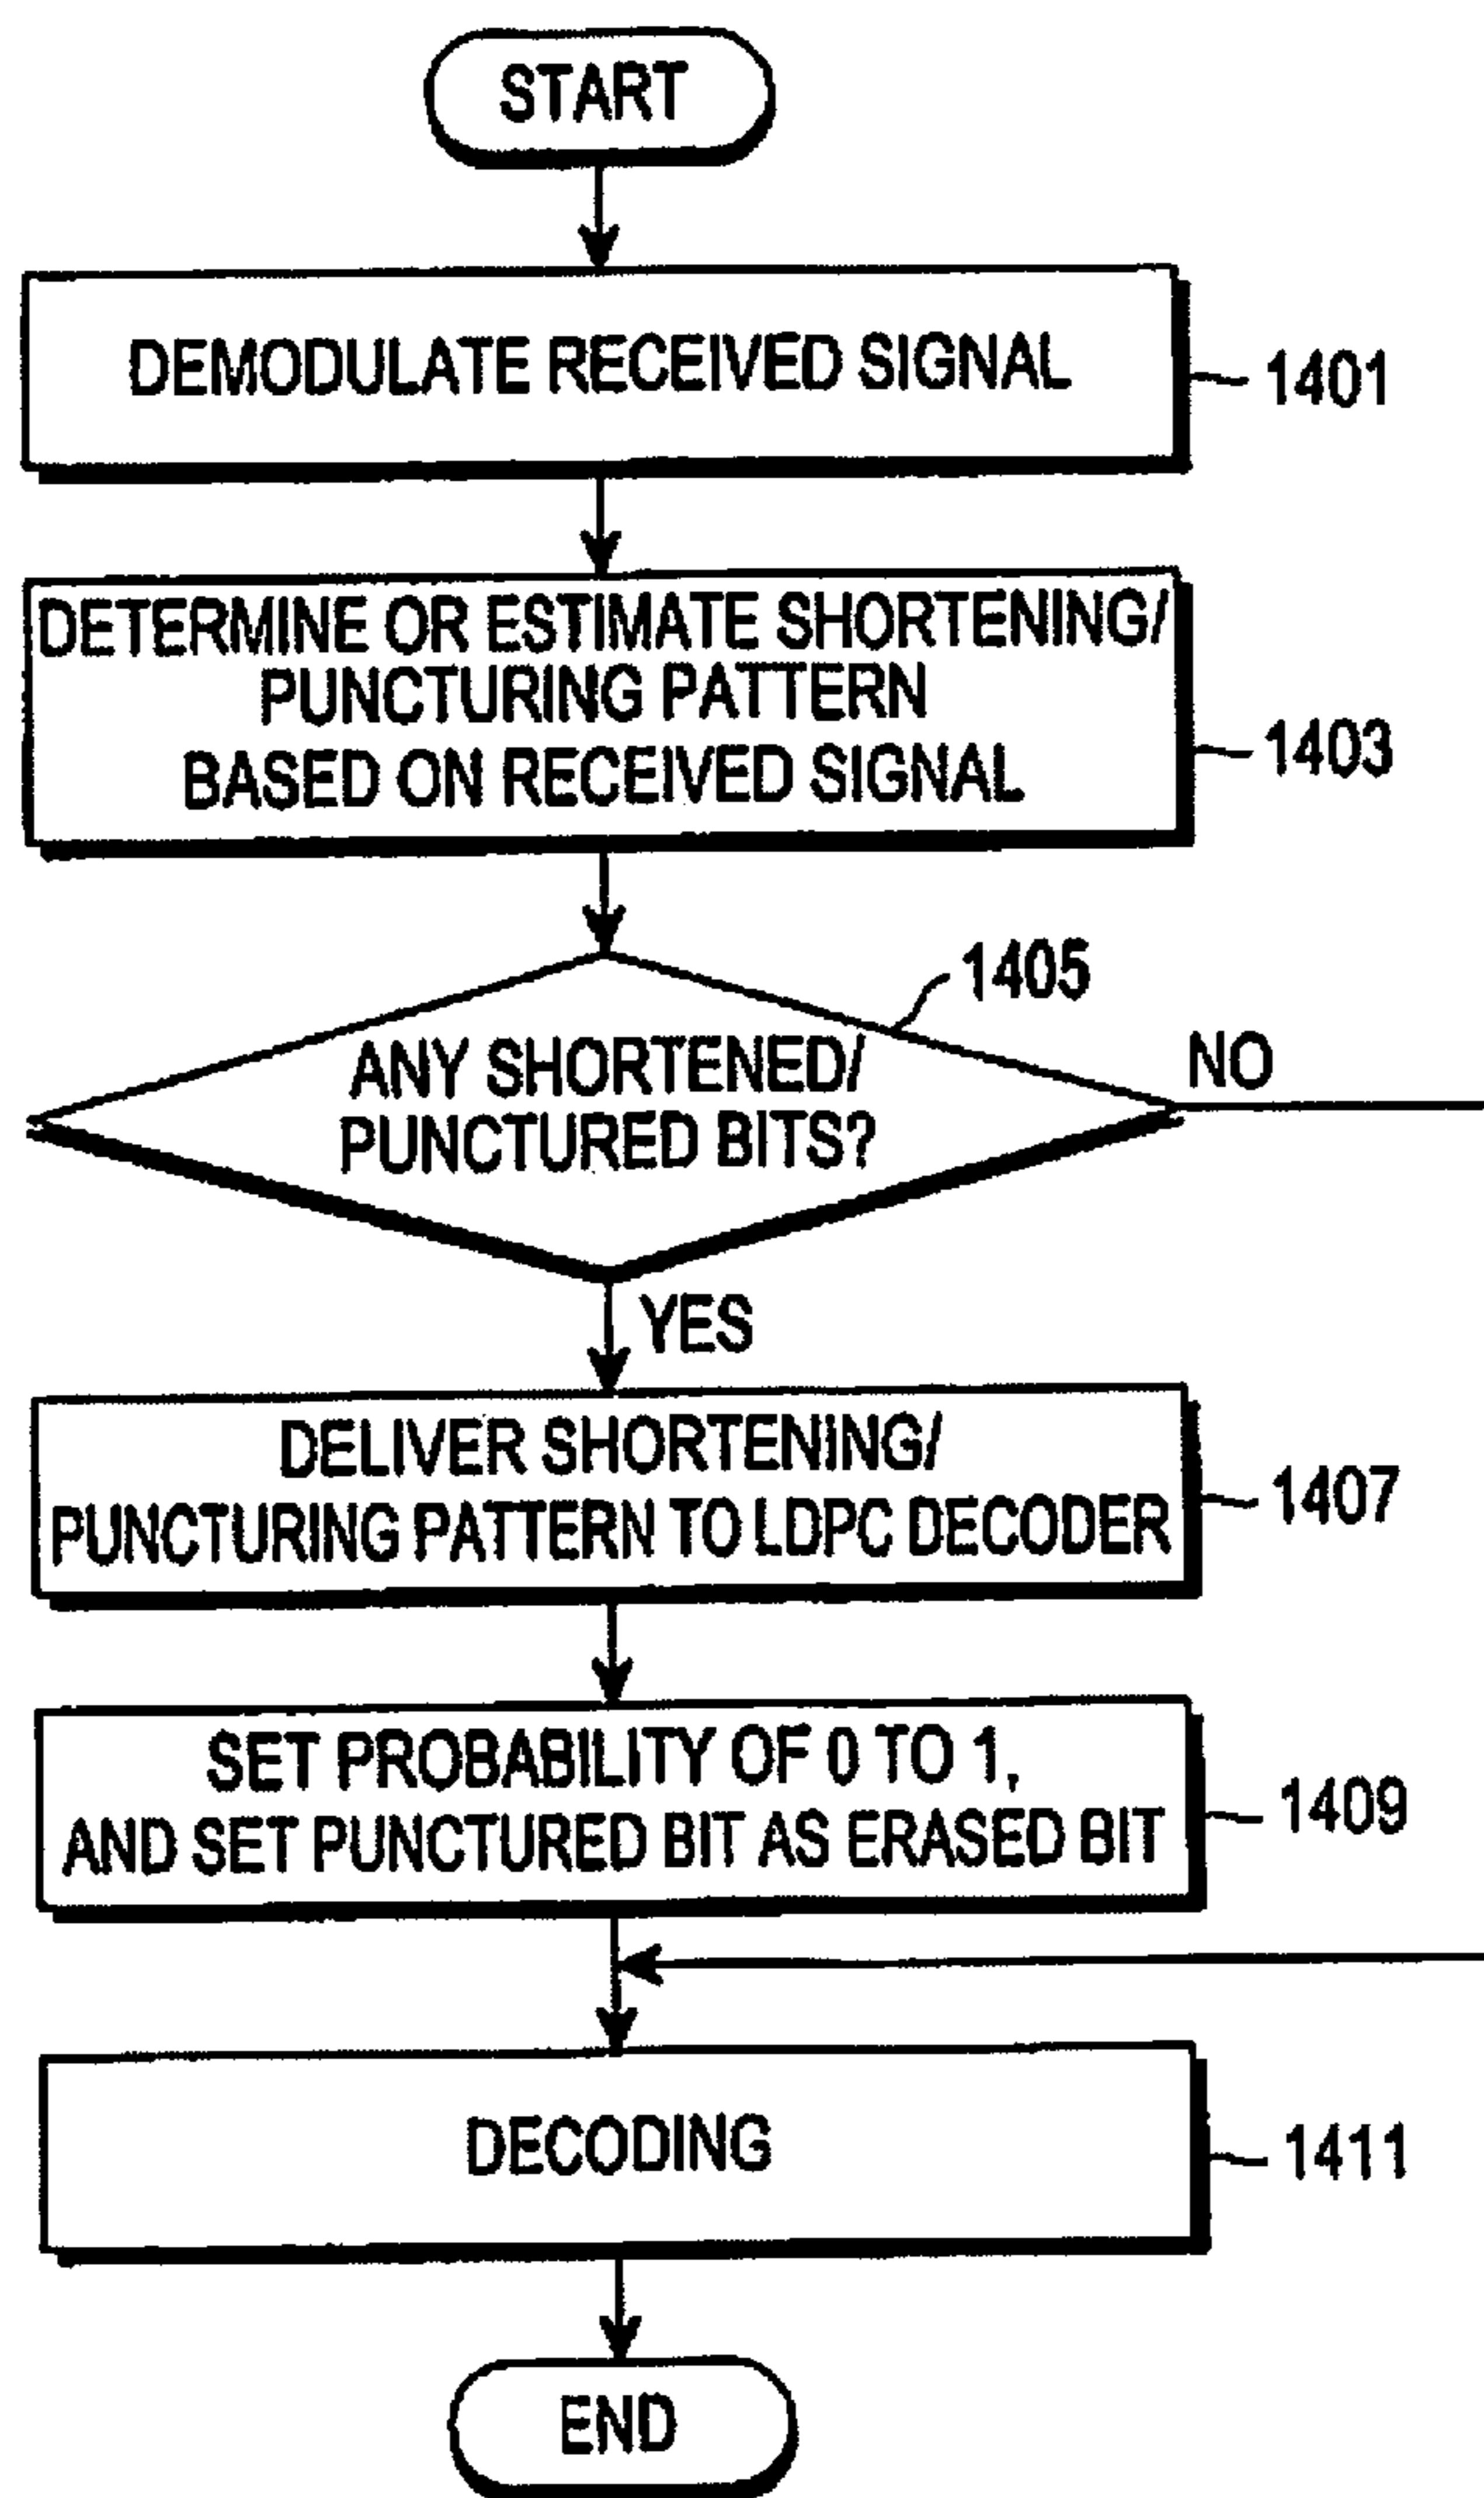 START
DEMODULATE RECEIVED SIGNAL
1401
DETERMINE OR ESTIMATE SHORTENING/
PUNCTURING PATTERN
BASED ON RECEIVED SIGNAL
1403
1405
ANY SHORTENED/
PUNCTURED BITS?
NO
YES
DELIVER SHORTENING/
PUNCTURING PATTERN TO LDPC DECODER
1407
SET PROBABILITY OF 0 TO 1,
AND SET PUNCTURED BIT AS ERASED BIT
1409
DECODING
1411
END